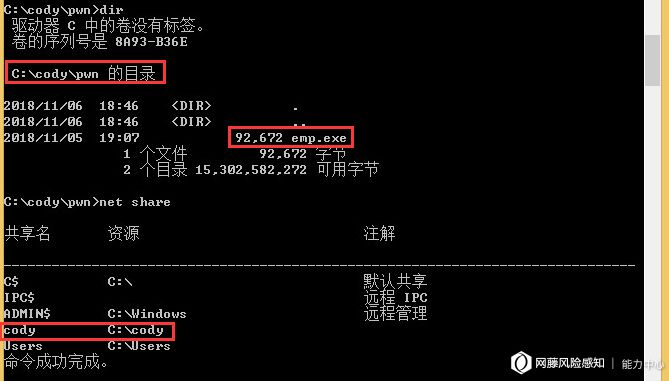 C:\cody\pwn>dir
驱动器 C 中的卷没有标签。
卷的序列号是 8A93-B36E
C:\cody\pwn 的目录
2018/11/06  18:46    <DIR>          .
2018/11/06  18:46    <DIR>          ..
2018/11/05  19:07            92,672 emp.exe
1 个文件         92,672 字节
2 个目录 15,302,582,272 可用字节
C:\cody\pwn>net share
共享名       资源                            注解
-------------------------------------------------------------------------------
C$           C:\                             默认共享
IPC$                                         远程 IPC
ADMIN$       C:\Windows                      远程管理
cody         C:\cody
Users        C:\Users
命令成功完成。
网藤风险感知 | 能力中心